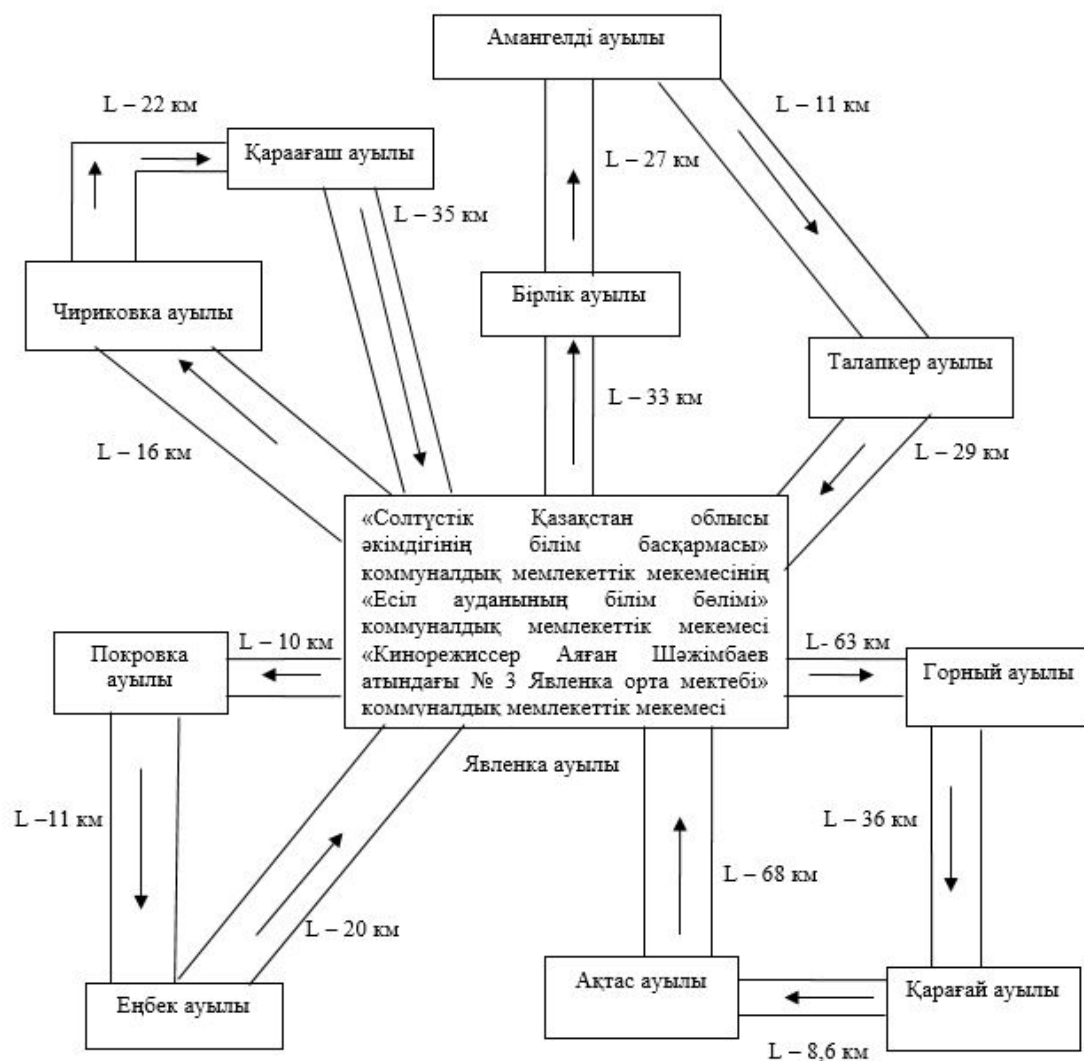 Амангелді ауылы
L – 22 км
L – 11 км
Қараағаш ауылы
L – 27 км
L – 35 км
Бірлік ауылы
Чириковка ауылы
Талапкер ауылы
L – 33 км
L – 16 км
L – 29 км
«Солтүстік Қазақстан облысы
әкімдігінің білім басқармасы»
коммуналдық мемлекеттік мекемесінің
«Есіл ауданының білім бөлімі»
коммуналдық мемлекеттік мекемесі
«Кинорежиссер Аяған Шәжімбаев
атындағы № 3 Явленка орта мектебі»
коммуналдық мемлекеттік мекемесі
L – 10 км
L- 63 км
Покровка
ауылы
Горный ауылы
Явленка ауылы
L –11 км
L – 36 км
L – 68 км
L – 20 км
Ақтас ауылы
Қарағай ауылы
Еңбек ауылы
L – 8,6 км